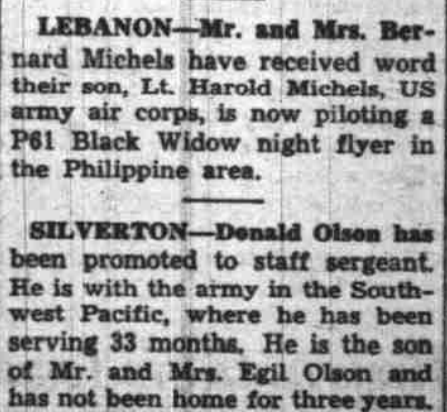 LEBANON—Mr. and Mrs. Ber-
nard Michels have received word
their son, Lt. Harold Michels, US
army air corps, is now piloting a
P61 Black Widow night flyer in
the Philippine area.
SILVERTON—Donald Olson has
been promoted to staff sergeant.
He is with the army in the South-
west Pacific, where he has been
serving 33 months. He is the son
of Mr. and Mrs. Egil Olson and
has not been home for three years.